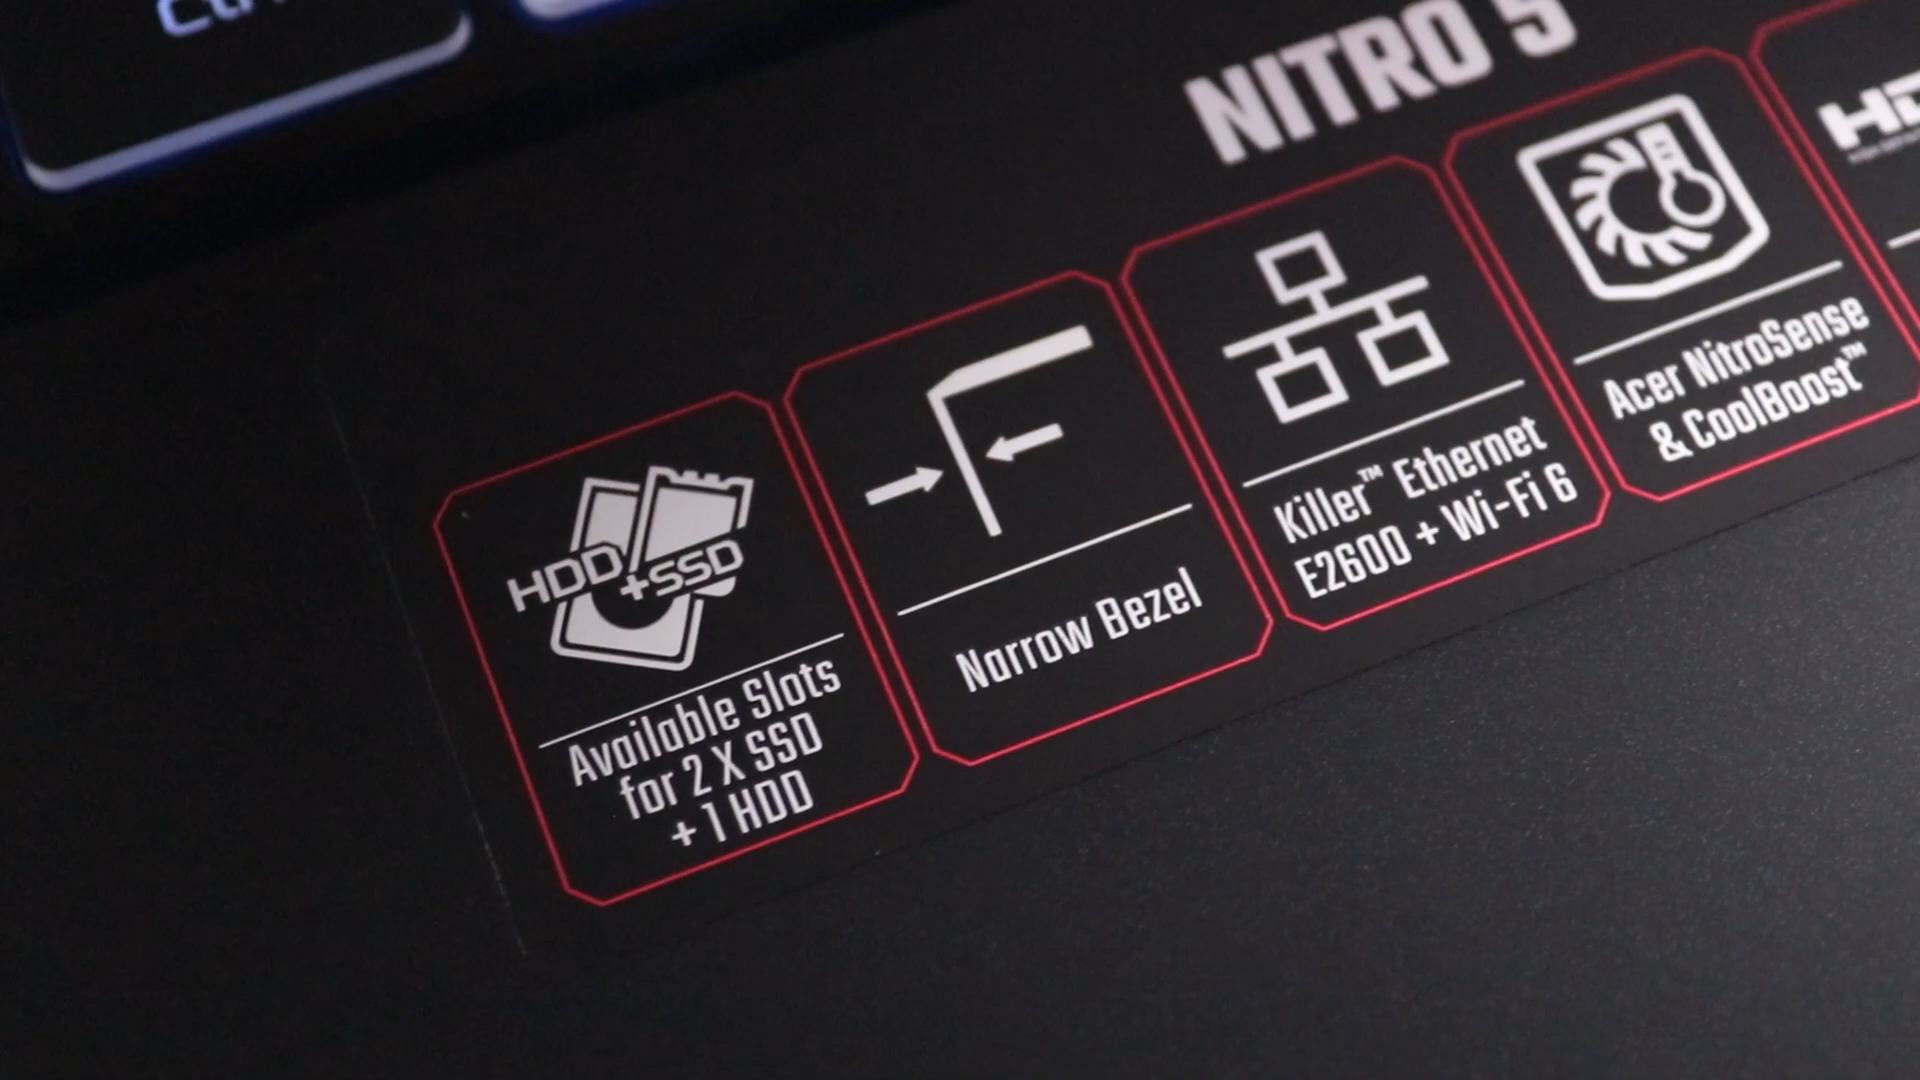 NITRO 5
HDD
+SSD
Available Slots
for 2 X SSD
+ 1 HDD
Narrow Bezel
Killer™ Ethernet
E2600 + Wi-Fi 6
Acer NitroSense
& CoolBoost™